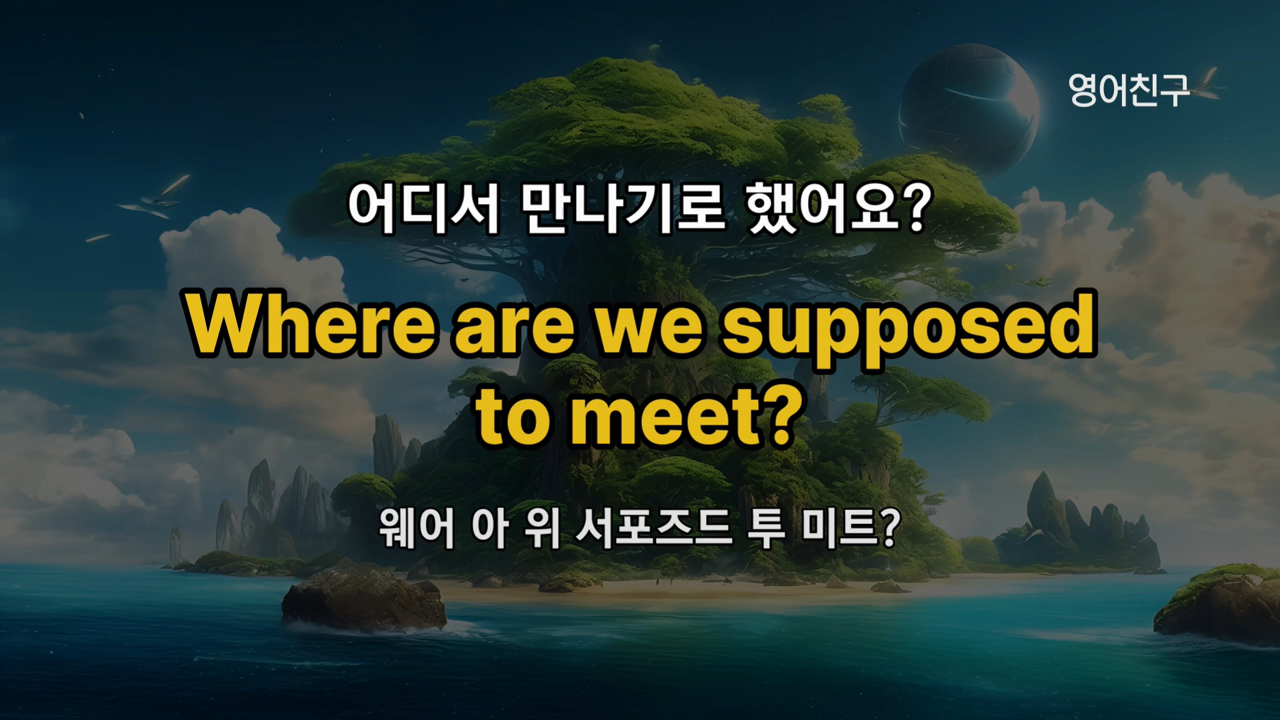 영어친구
어디서 만나기로 했어요?
Where are we supposed
to meet?
웨어 아 위 서포즈드 투 미트?